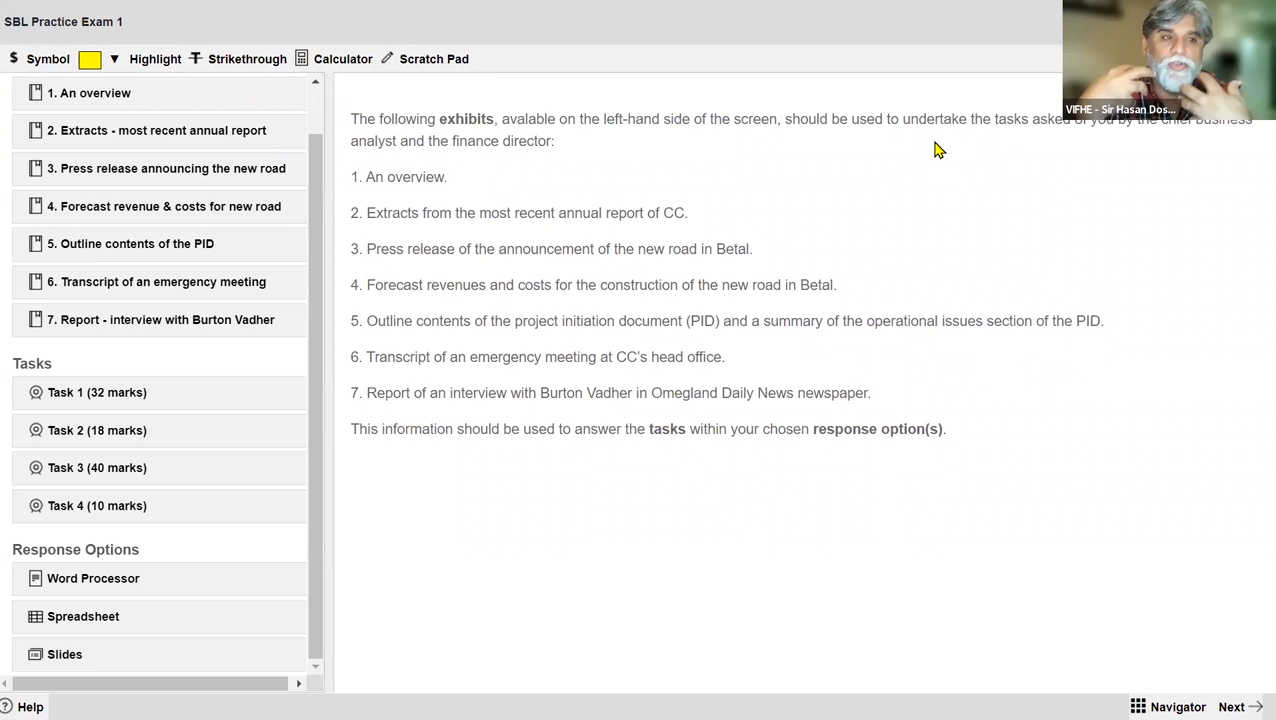 SBL Practice Exam 1
$ Symbol Highlight Strikethrough Calculator Scratch Pad
VIFHE - Sir Hasan Dos...
1. An overview
2. Extracts - most recent annual report
3. Press release announcing the new road
4. Forecast revenue & costs for new road
5. Outline contents of the PID
6. Transcript of an emergency meeting
7. Report - interview with Burton Vadher
Tasks
Task 1 (32 marks)
Task 2 (18 marks)
Task 3 (40 marks)
Task 4 (10 marks)
Response Options
Word Processor
Spreadsheet
Slides
The following exhibits, avalable on the left-hand side of the screen, should be used to undertake the tasks asked of you by the chief business
analyst and the finance director:
1. An overview.
2. Extracts from the most recent annual report of CC.
3. Press release of the announcement of the new road in Betal.
4. Forecast revenues and costs for the construction of the new road in Betal.
5. Outline contents of the project initiation document (PID) and a summary of the operational issues section of the PID.
6. Transcript of an emergency meeting at CC's head office.
7. Report of an interview with Burton Vadher in Omegland Daily News newspaper.
This information should be used to answer the tasks within your chosen response option(s).
? Help
Navigator
Next